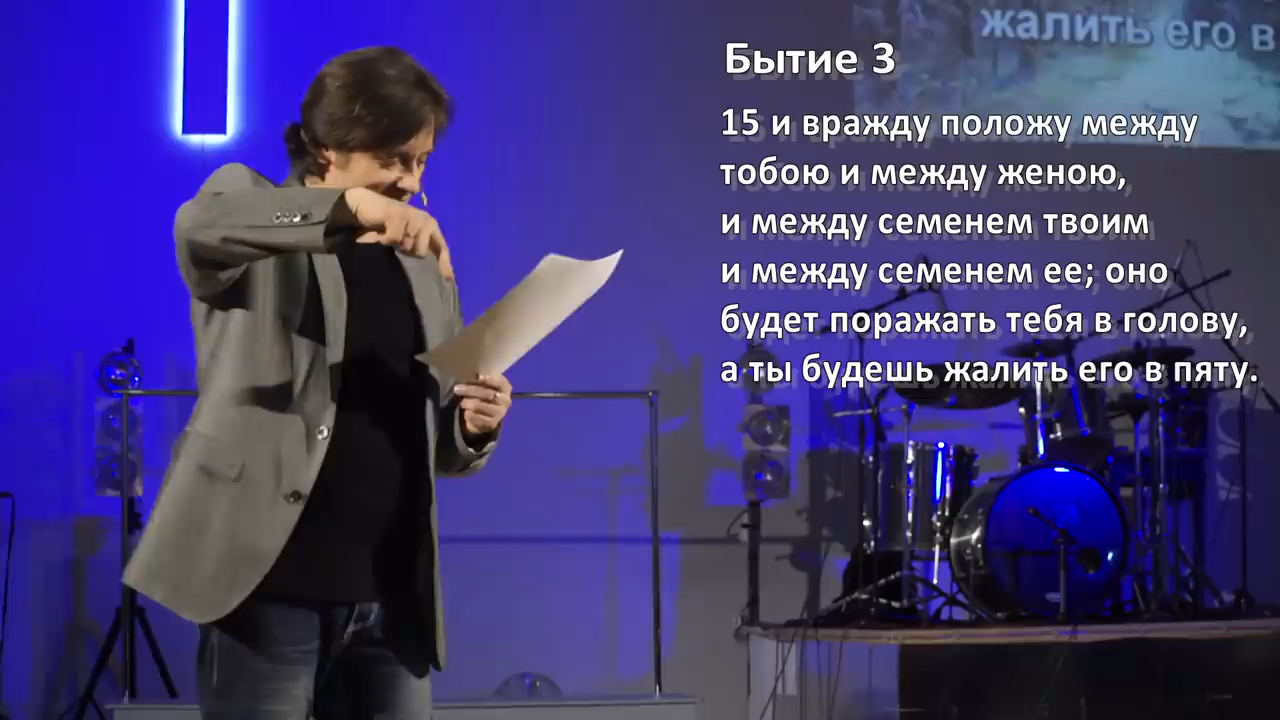 жалить его в
Бытие 3
15 и вражду положу между
тобою и между женою,
и между семенем твоим
и между семенем ее; оно
будет поражать тебя в голову,
а ты будешь жалить его в пяту.